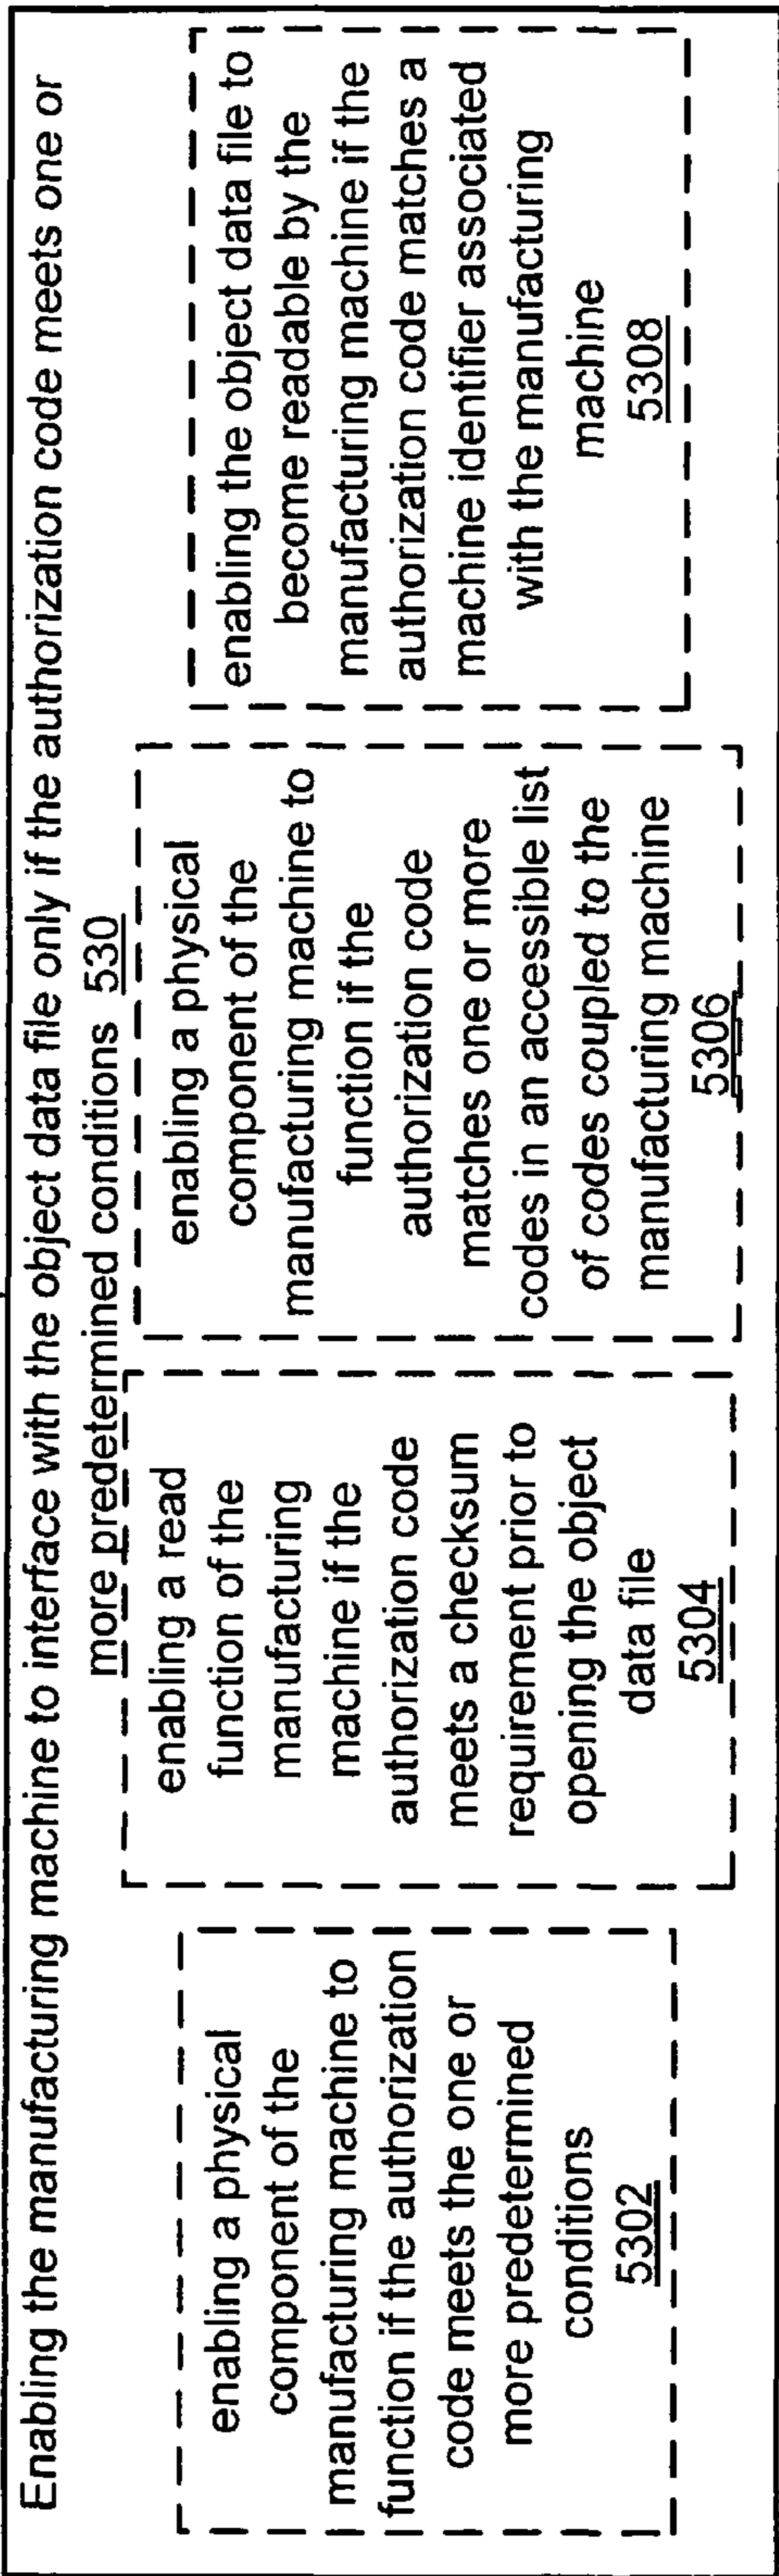 Enabling the manufacturing machine to interface with the object data file only if the authorization code meets one or
more predetermined conditions 530
enabling a physical
component of the
manufacturing machine to
function if the authorization
code meets the one or
more predetermined
conditions
5302
enabling a read
function of the
manufacturing
machine if the
authorization code
meets a checksum
requirement prior to
opening the object
data file
5304
enabling a physical
component of the
manufacturing machine to
function if the
authorization code
matches one or more
codes in an accessible list
of codes coupled to the
manufacturing machine
5306
enabling the object data file to
become readable by the
manufacturing machine if the
authorization code matches a
machine identifier associated
with the manufacturing
machine
5308